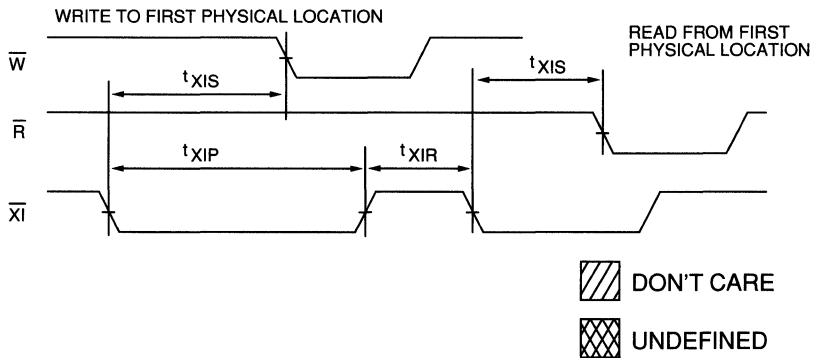 WRITE TO FIRST PHYSICAL LOCATION
READ FROM FIRST
PHYSICAL LOCATION
W
tXIS
tXIS
R
tXIP
tXIR
XI
DON'T CARE
UNDEFINED